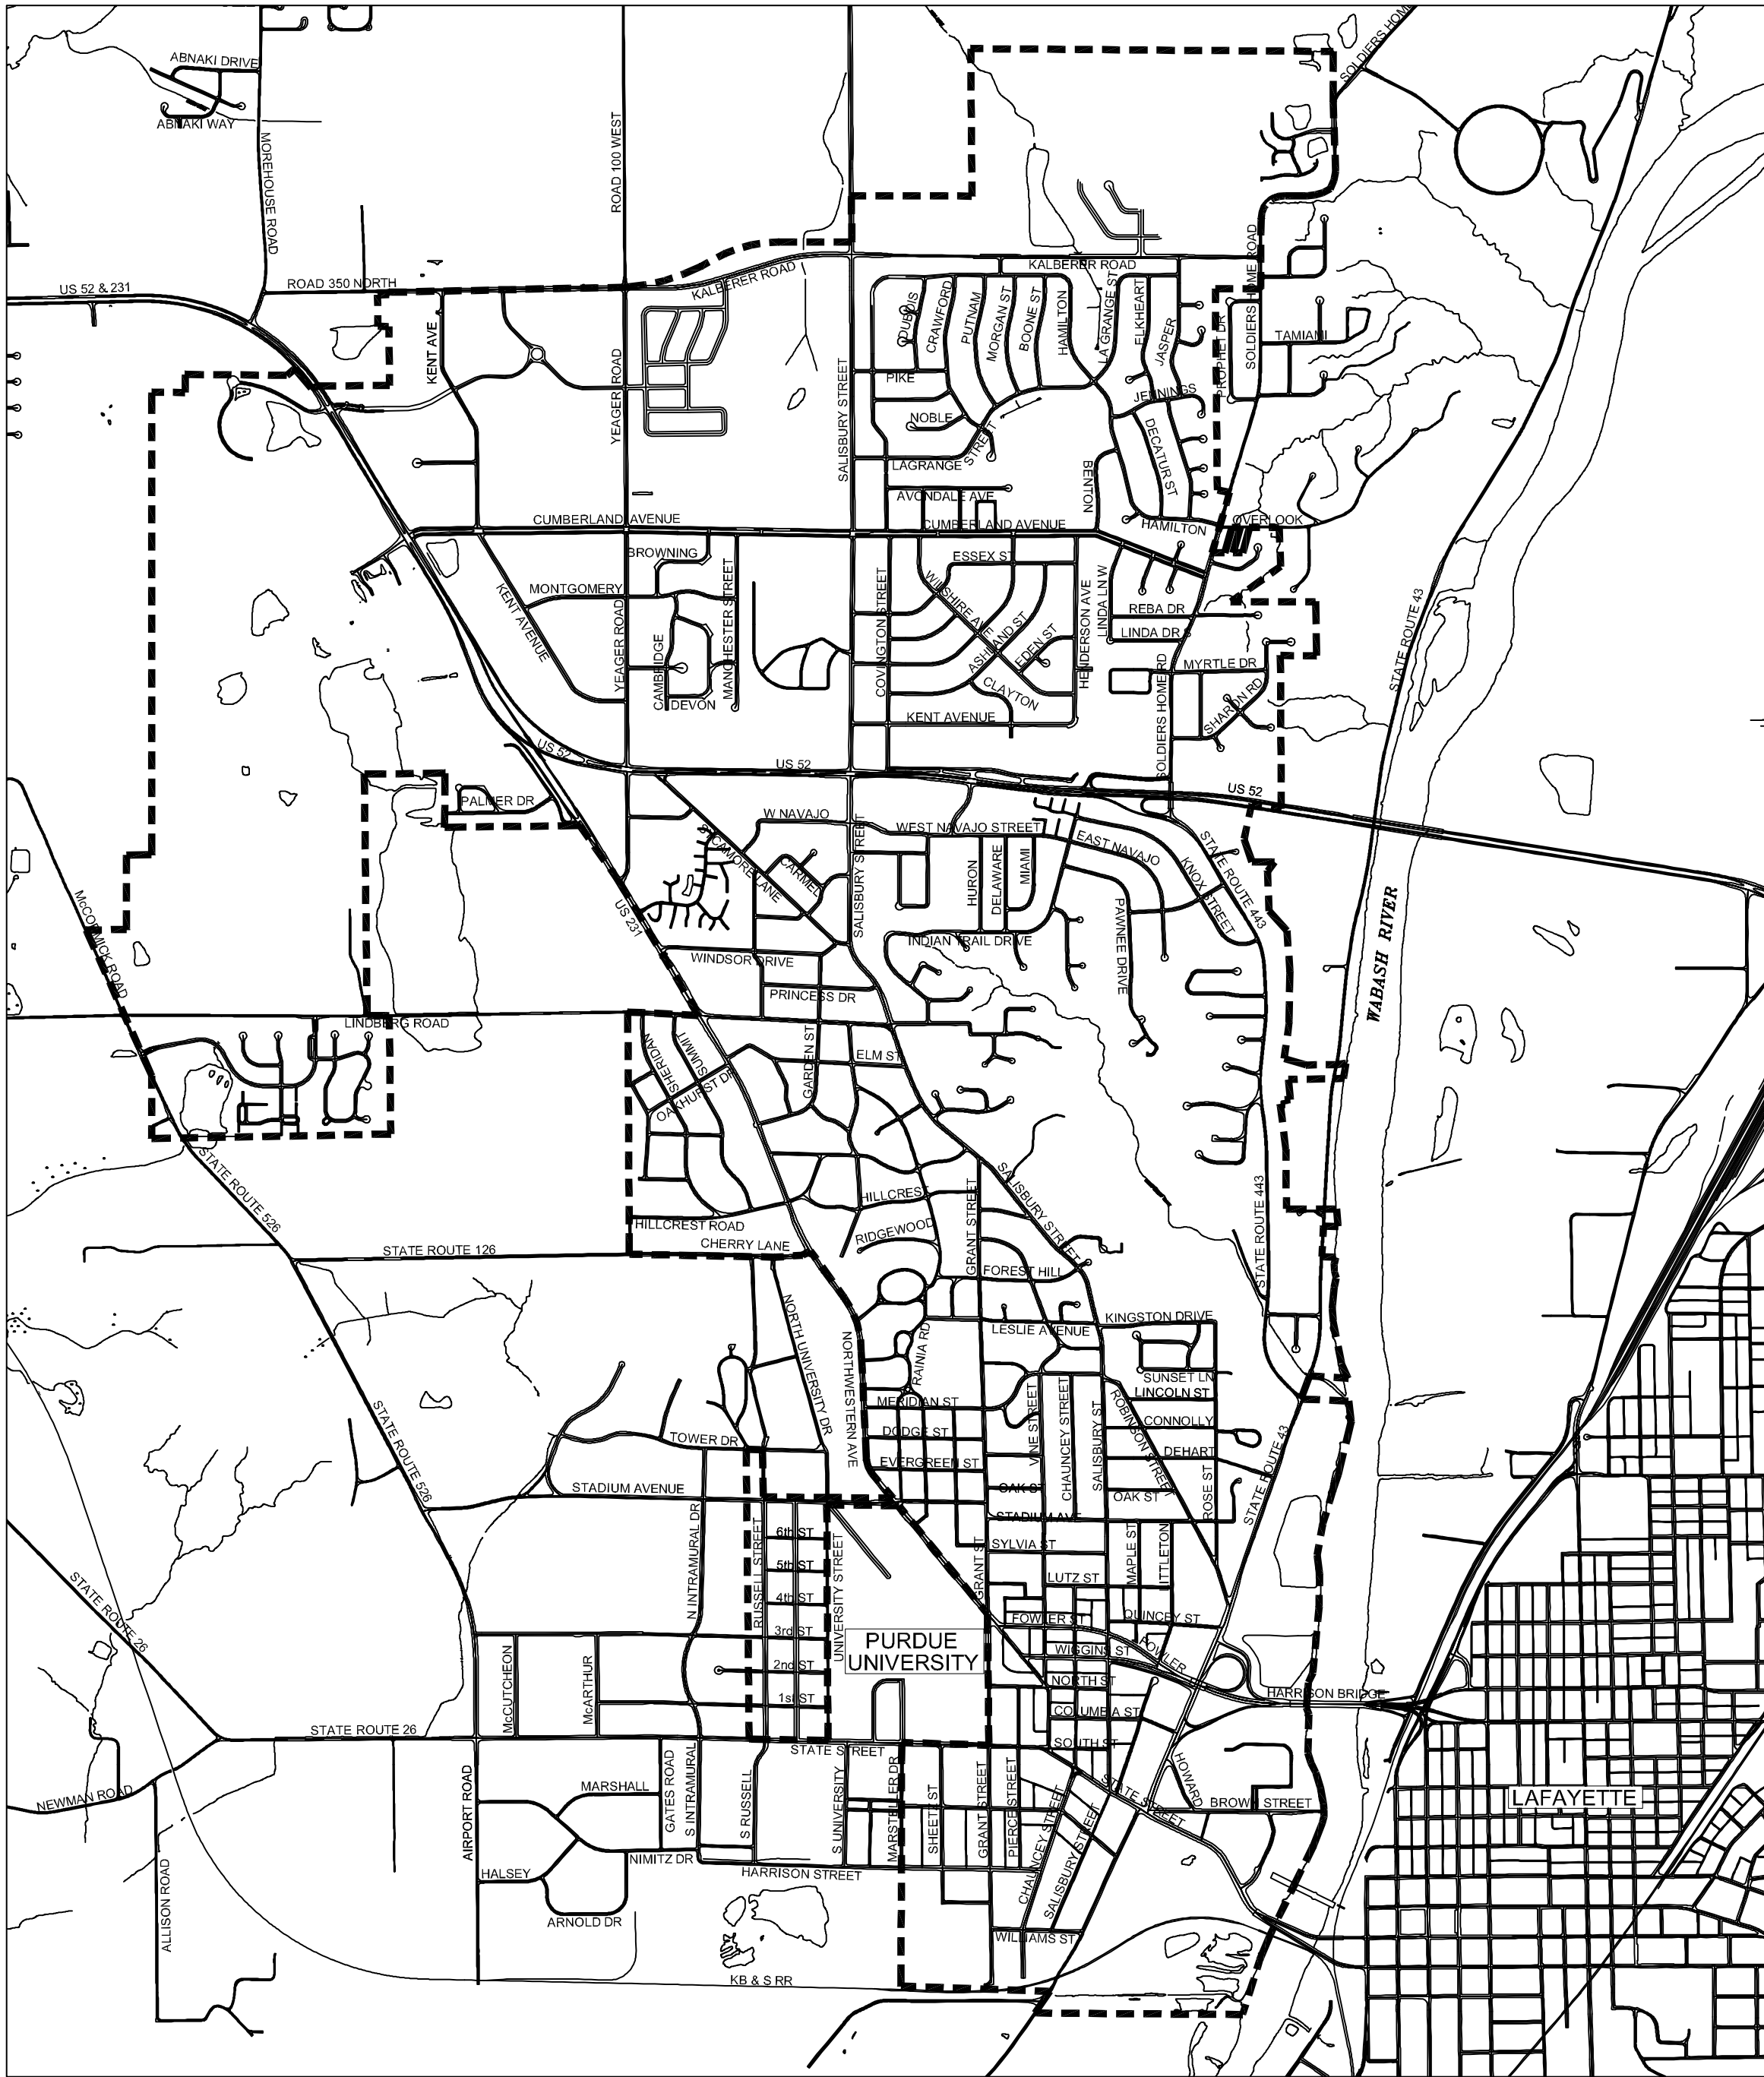 SOLDIERS HOME
ABNAKI DRIVE
ABNAKI WAY
MOREHOUSE ROAD
ROAD 100 WEST
SOLDIERS HOME ROAD
KALBERER ROAD
KALBERER ROAD
ROAD 350 NORTH
US 52 & 231
KENT AVE
YEAGER ROAD
SALISBURY STREET
DUBOIS
CRAWFORD
PUTNAM
MORGAN ST
BOONE ST
HAMILTON
LA GRANGE ST
ELKHEART
JASPER
PROPHET DR
TAMIANI
PIKE
JENNINGS
NOBLE
STREET
DECATUR ST
LAGRANGE
BENTON
AVONDALE AVE
CUMBERLAND AVENUE
CUMBERLAND AVENUE
HAMILTON
OVERLOOK
BROWNING
ESSEX ST
MONTGOMERY
KENT AVENUE
YEAGER ROAD
CAMBRIDGE
MANCHESTER STREET
DEVON
COVINGTON STREET
WILSHIRE AVE
ASHLAND ST
EDEN ST
CLAYTON
HENDERSON AVE
LINDA LN W
REBA DR
LINDA DR S
MYRTLE DR
SHARON RD
SOLDIERS HOME RD
STATE ROUTE 43
KENT AVENUE
US 52
US 52
US 52
PALMER DR
W NAVAJO
WEST NAVAJO STREET
EAST NAVAJO
SYCAMORE LANE
CARMEL
SALISBURY STREET
HURON
DELAWARE
MIAMI
KNOX STREET
STATE ROUTE 443
PAWNEE DRIVE
McCORMICK ROAD
US 231
INDIAN TRAIL DRIVE
WINDSOR DRIVE
PRINCESS DR
WABASH RIVER
LINDBERG ROAD
SHERIDAN
SUMMIT
OAKHURST DR
GARDEN ST
ELM ST
STATE ROUTE 526
SALISBURY STREET
GRANT STREET
HILLCREST
HILLCREST ROAD
RIDGEWOOD
CHERRY LANE
STATE ROUTE 126
STATE ROUTE 443
FOREST HILL
NORTH UNIVERSITY DR
NORTHWESTERN AVE
RAINIA RD
KINGSTON DRIVE
LESLIE AVENUE
SUNSET LN
LINCOLN ST
MERIDIAN ST
VINE STREET
CHAUNCEY STREET
SALISBURY ST
ROBINSON STREET
CONNOLLY
STATE ROUTE 526
TOWER DR
DODGE ST
DEHART
EVERGREEN ST
STATE ROUTE 43
STADIUM AVENUE
OAK ST
OAK ST
ROSE ST
STADIUM AVE
N INTRAMURAL DR
RUSSELL STREET
6th ST
5th ST
4th ST
3rd ST
2nd ST
1st ST
UNIVERSITY STREET
SYLVIA ST
MAPLE ST
LITTLETON
GRANT ST
LUTZ ST
STATE ROUTE 26
FOWLER ST
QUINCEY ST
PURDUE
UNIVERSITY
WIGGINS ST
FOWLER
McCUTCHEON
McARTHUR
NORTH ST
HARRISON BRIDGE
COLUMBIA ST
STATE ROUTE 26
STATE STREET
SOUTH ST
NEWMAN ROAD
AIRPORT ROAD
MARSHALL
GATES ROAD
S INTRAMURAL
S RUSSELL
S UNIVERSITY
MARSTELLER DR
SHEETZ ST
GRANT STREET
PIERCE STREET
CHAUNCEY STREET
SALISBURY STREET
STATE STREET
HOWARD
BROWN STREET
LAFAYETTE
NIMITZ DR
HARRISON STREET
HALSEY
ALLISON ROAD
ARNOLD DR
WILLIAMS ST
KB & S RR